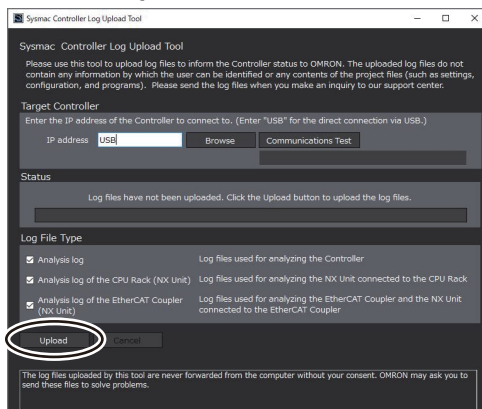 Sysmac Controller Log Upload Tool
Sysmac Controller Log Upload Tool
Please use this tool to upload log files to inform the Controller status to OMRON. The uploaded log files do not
contain any information by which the user can be identified or any contents of the project files (such as settings,
configuration, and programs). Please send the log files when you make an inquiry to our support center.
Target Controller
Enter the IP address of the Controller to connect to. (Enter "USB" for the direct connection via USB.)
IP address USB Browse Communications Test
Status
Log files have not been uploaded. Click the Upload button to upload the log files.
Log File Type
Analysis log Log files used for analyzing the Controller
Analysis log of the CPU Rack (NX Unit) Log files used for analyzing the NX Unit connected to the CPU Rack
Analysis log of the EtherCAT Coupler Log files used for analyzing the EtherCAT Coupler and the NX Unit
(NX Unit) connected to the EtherCAT Coupler
Upload Cancel
The log files uploaded by this tool are never forwarded from the computer without your consent. OMRON may ask you to
send these files to solve problems.